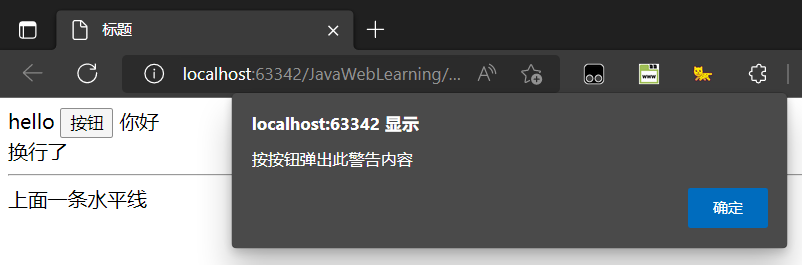 标题
localhost:63342/JavaWebLearning/...
www
hello 按钮 你好
换行了
上面一条水平线
localhost:63342 显示
按按钮弹出此警告内容
确定